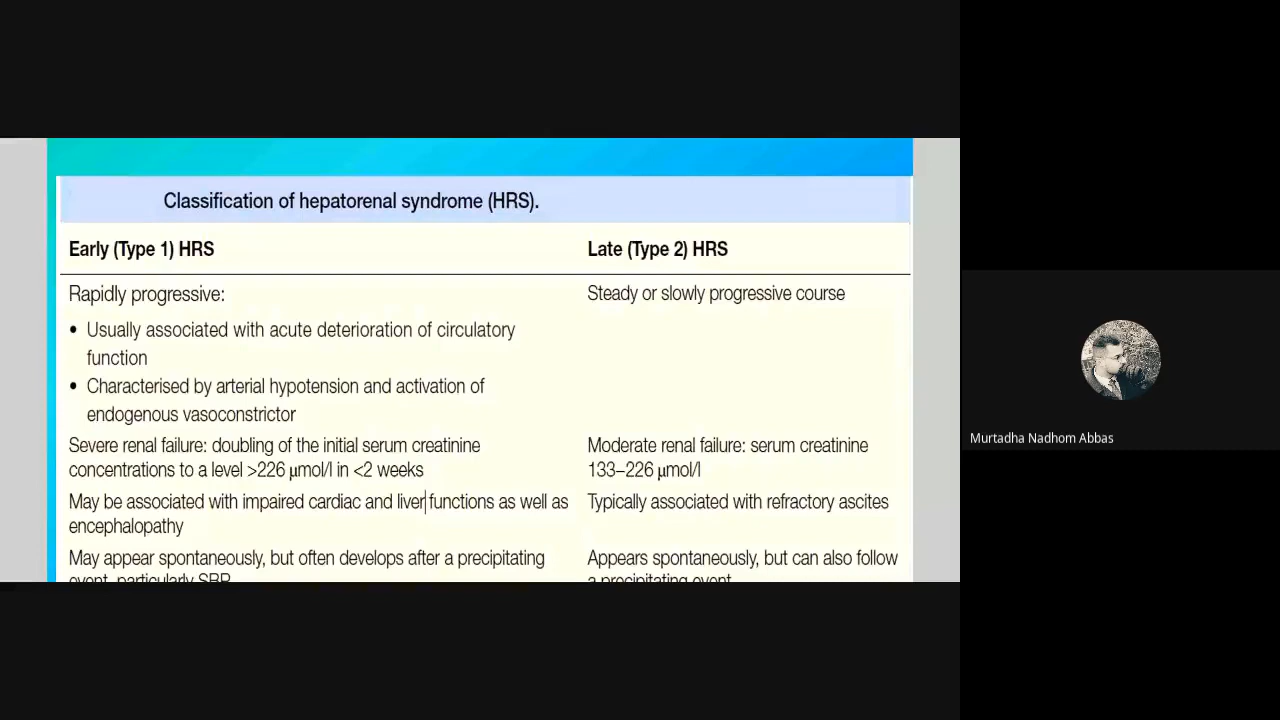 Classification of hepatorenal syndrome (HRS).
Early (Type 1) HRS
Late (Type 2) HRS
Rapidly progressive:
Steady or slowly progressive course
• Usually associated with acute deterioration of circulatory
function
• Characterised by arterial hypotension and activation of
endogenous vasoconstrictor
Severe renal failure: doubling of the initial serum creatinine
concentrations to a level >226 μmol/l in <2 weeks
Moderate renal failure: serum creatinine
133–226 μmol/l
May be associated with impaired cardiac and liver functions as well as
encephalopathy
Typically associated with refractory ascites
May appear spontaneously, but often develops after a precipitating
event, particularly SBP
Appears spontaneously, but can also follow
a precipitating event
Murtadha Nadhom Abbas